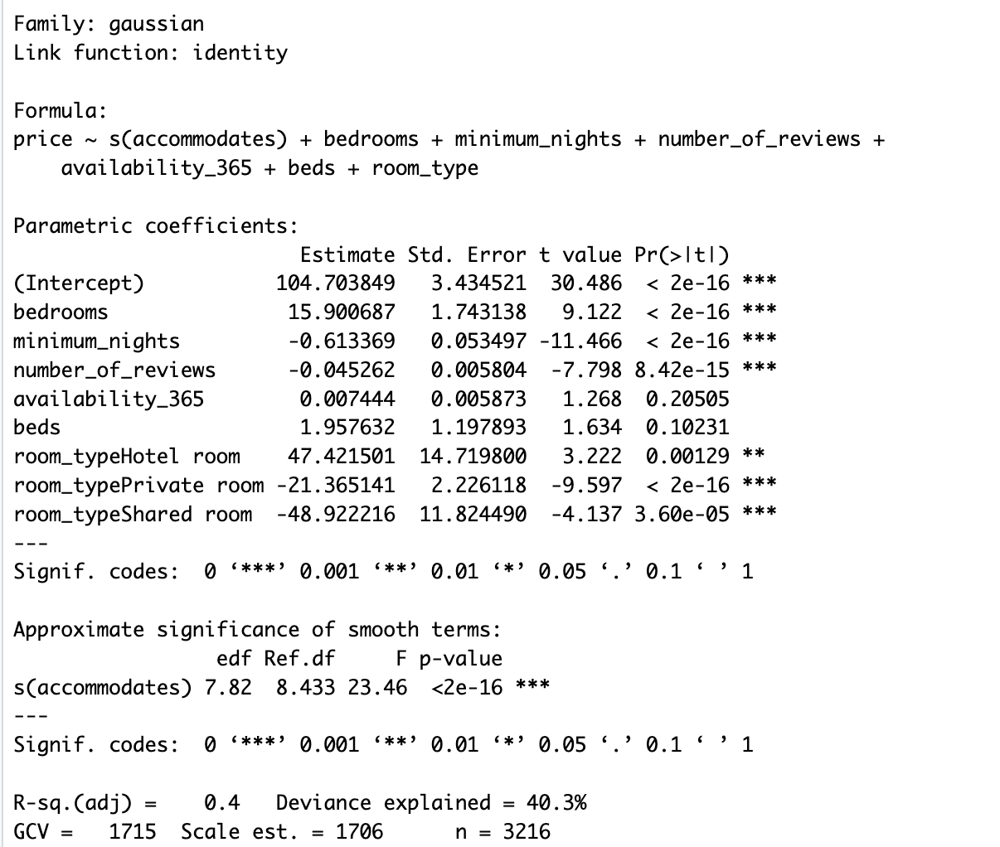 Family: gaussian
Link function: identity
Formula:
price ~ s(accommodates) + bedrooms + minimum_nights + number_of_reviews +
availability_365 + beds + room_type
Parametric coefficients:
Estimate Std. Error t value Pr(>|t|)
(Intercept) 104.703849 3.434521 30.486 < 2e-16 ***
bedrooms 15.900687 1.743138 9.122 < 2e-16 ***
minimum_nights -0.613369 0.053497 -11.466 < 2e-16 ***
number_of_reviews -0.045262 0.005804 -7.798 8.42e-15 ***
availability_365 0.007444 0.005873 1.268 0.20505
beds 1.957632 1.197893 1.634 0.10231
room_typeHotel room 47.421501 14.719800 3.222 0.00129 **
room_typePrivate room -21.365141 2.226118 -9.597 < 2e-16 ***
room_typeShared room -48.922216 11.824490 -4.137 3.60e-05 ***
---
Signif. codes: 0 ‘***’ 0.001 ‘**’ 0.01 ‘*’ 0.05 ‘.’ 0.1 ‘ ’ 1
Approximate significance of smooth terms:
edf Ref.df F p-value
s(accommodates) 7.82 8.433 23.46 <2e-16 ***
---
Signif. codes: 0 ‘***’ 0.001 ‘**’ 0.01 ‘*’ 0.05 ‘.’ 0.1 ‘ ’ 1
R-sq.(adj) = 0.4 Deviance explained = 40.3%
GCV = 1715 Scale est. = 1706 n = 3216